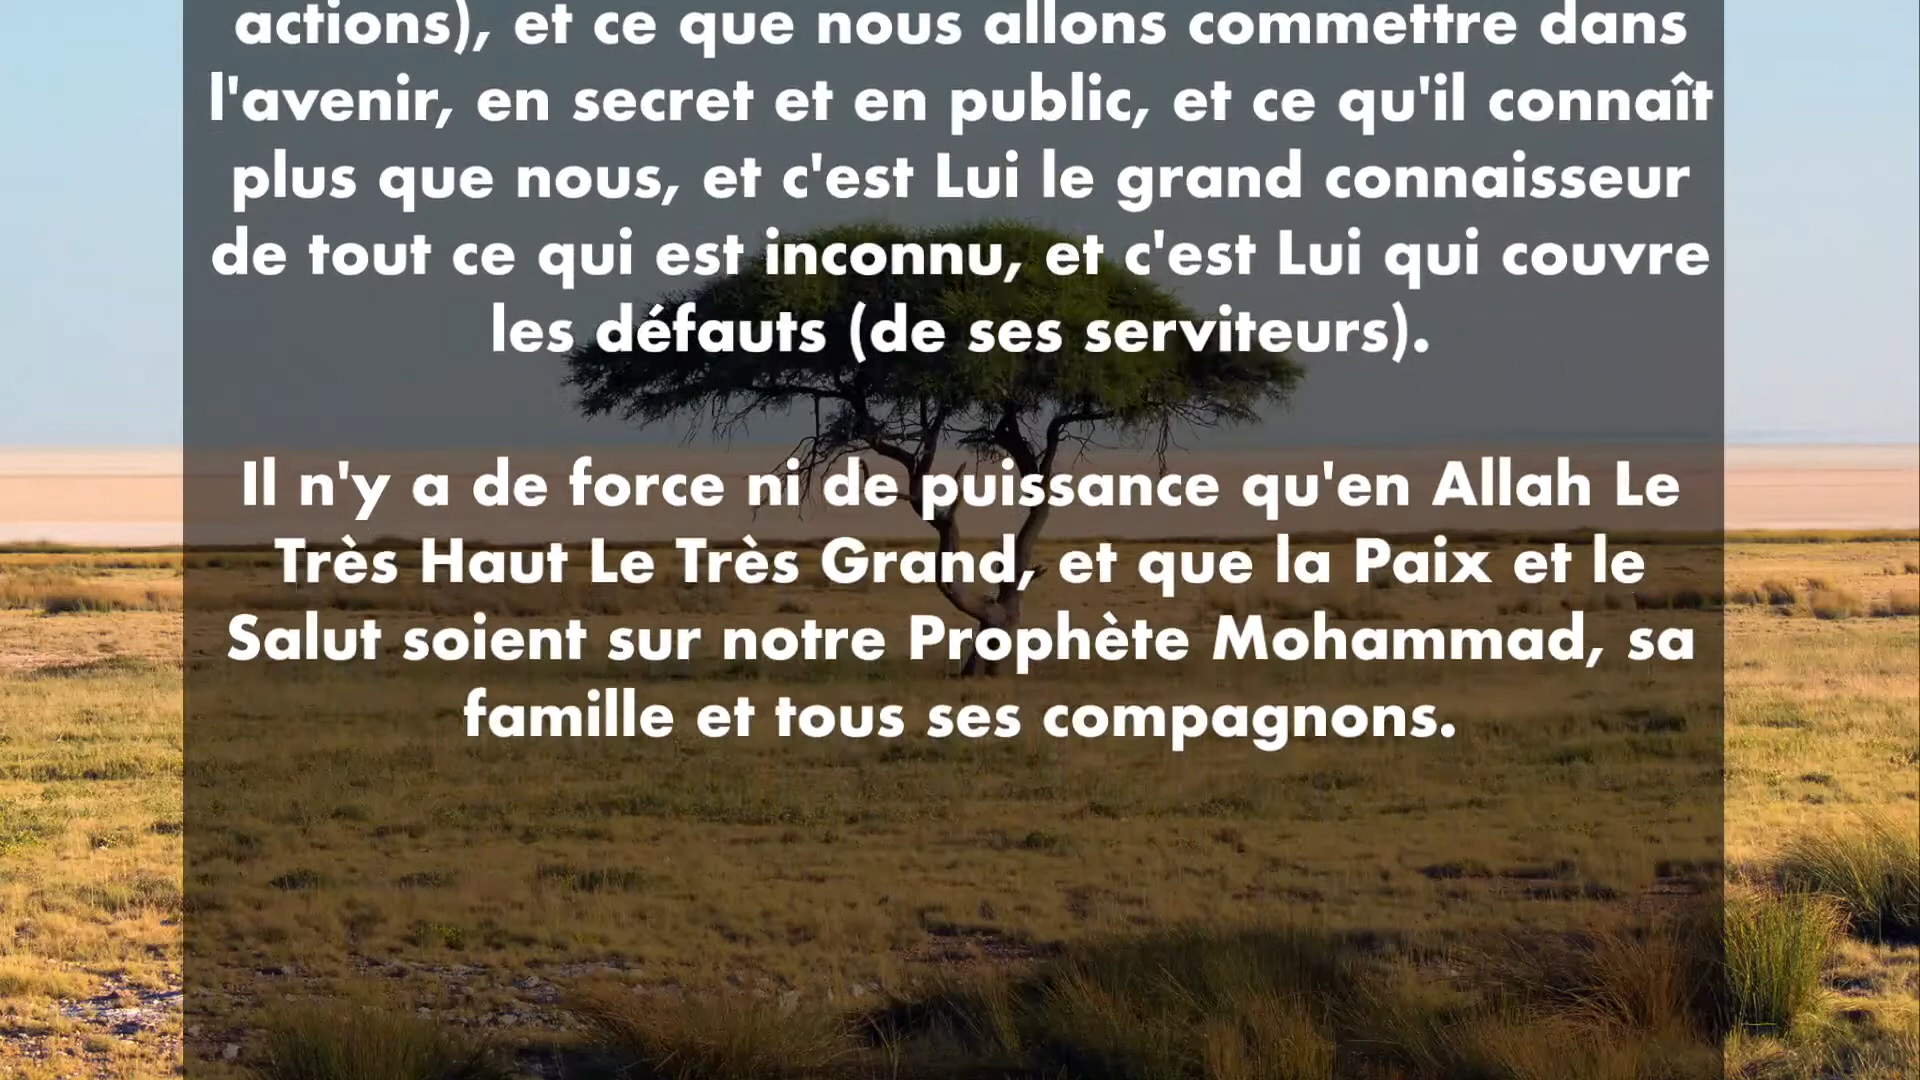 actions), et ce que nous allons commettre dans
l'avenir, en secret et en public, et ce qu'il connaît
plus que nous, et c'est Lui le grand connaisseur
de tout ce qui est inconnu, et c'est Lui qui couvre
les défauts (de ses serviteurs).
Il n'y a de force ni de puissance qu'en Allah Le
Très Haut Le Très Grand, et que la Paix et le
Salut soient sur notre Prophète Mohammad, sa
famille et tous ses compagnons.